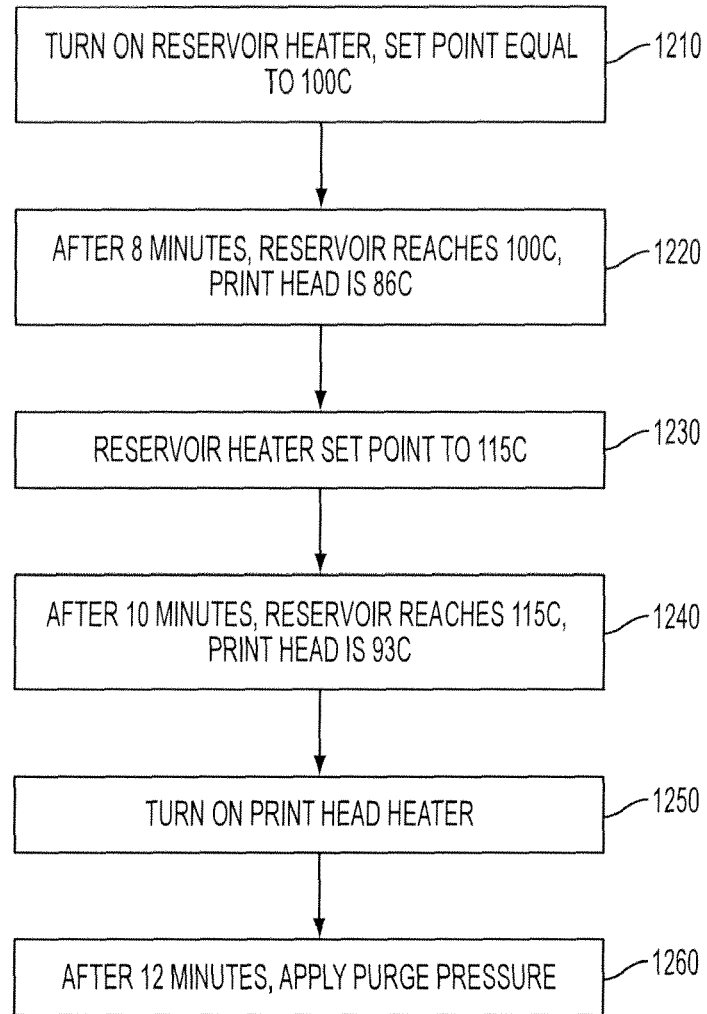 TURN ON RESERVOIR HEATER, SET POINT EQUAL
TO 100C
1210
AFTER 8 MINUTES, RESERVOIR REACHES 100C,
PRINT HEAD IS 86C
1220
RESERVOIR HEATER SET POINT TO 115C
1230
AFTER 10 MINUTES, RESERVOIR REACHES 115C,
PRINT HEAD IS 93C
1240
TURN ON PRINT HEAD HEATER
1250
AFTER 12 MINUTES, APPLY PURGE PRESSURE
1260